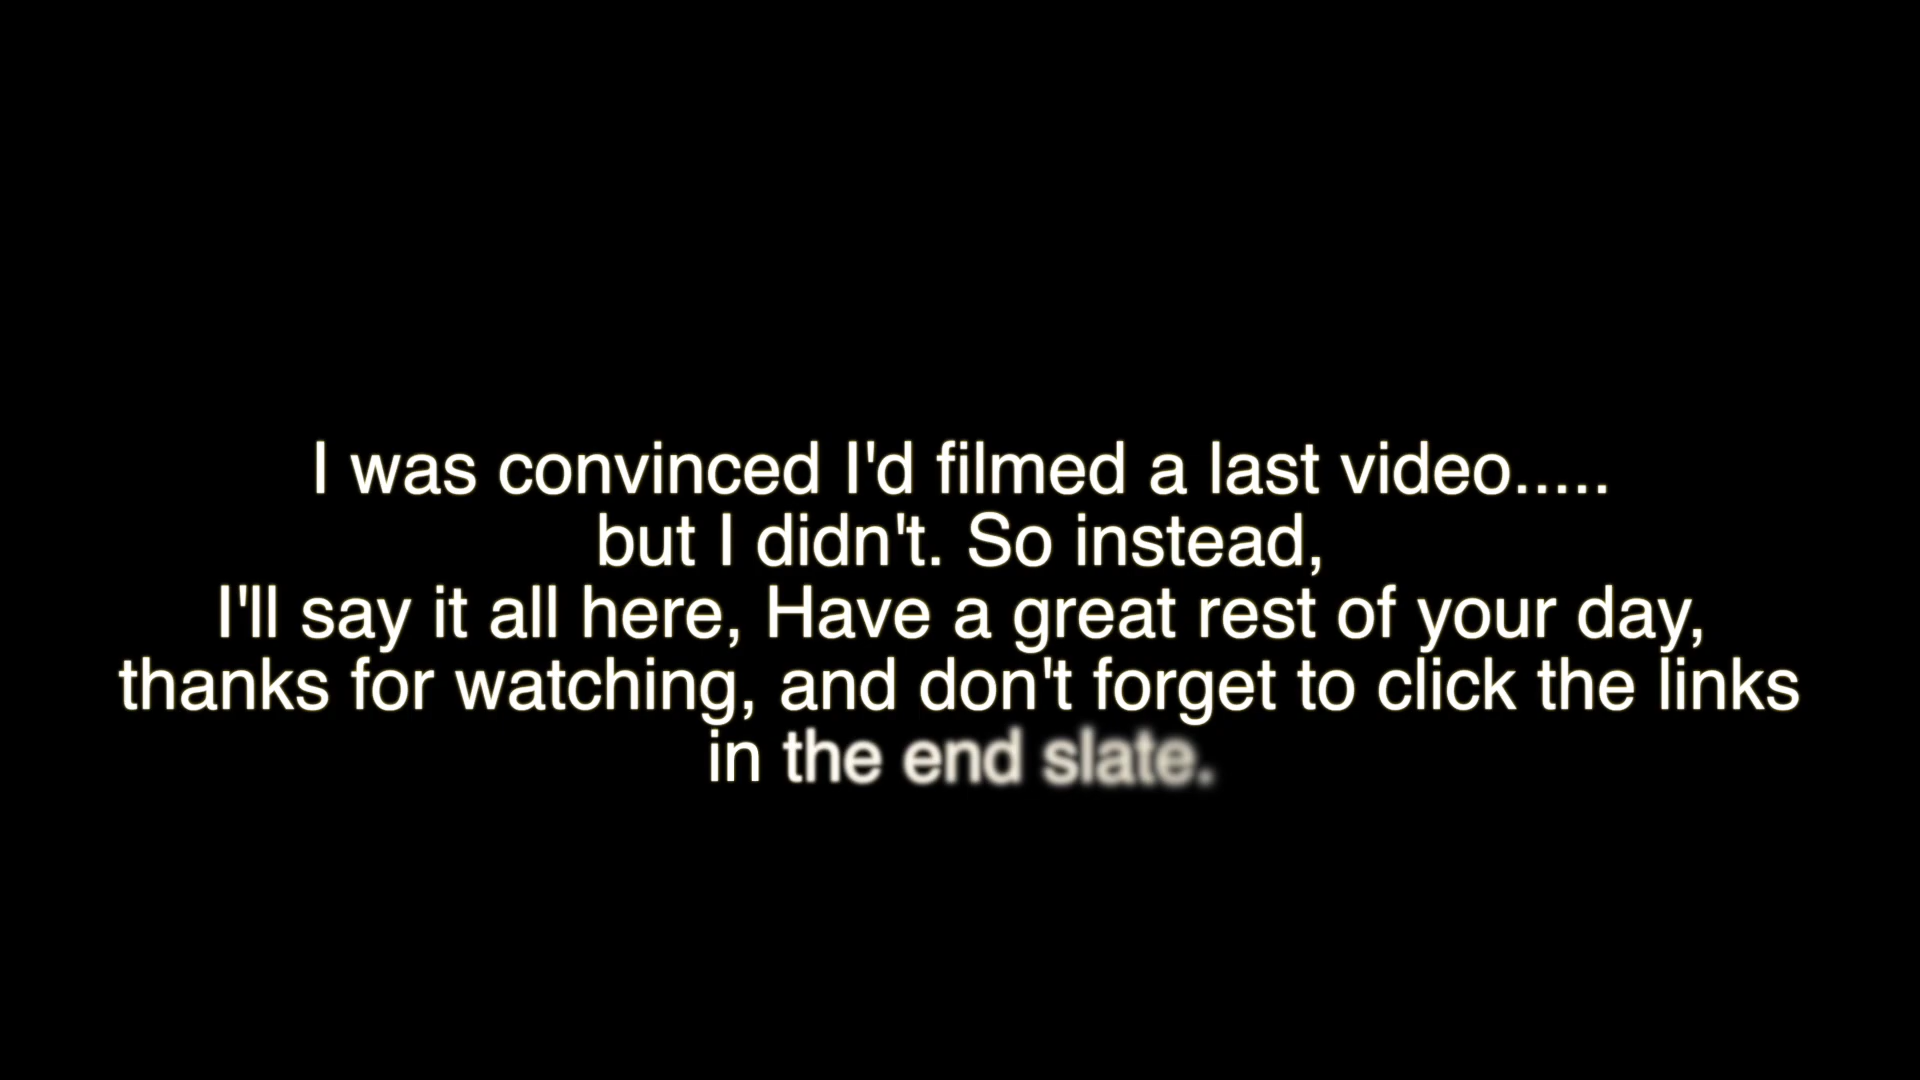 I was convinced I'd filmed a last video.....
but I didn't. So instead,
I'll say it all here, Have a great rest of your day,
thanks for watching, and don't forget to click the links
in the end slate.